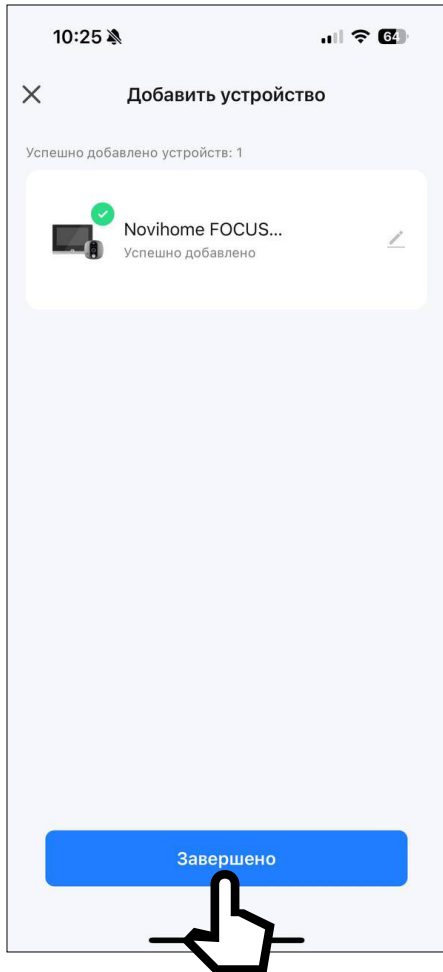 10:25
64
Добавить устройство
Успешно добавлено устройств: 1
Novihome FOCUS...
Успешно добавлено
Завершено